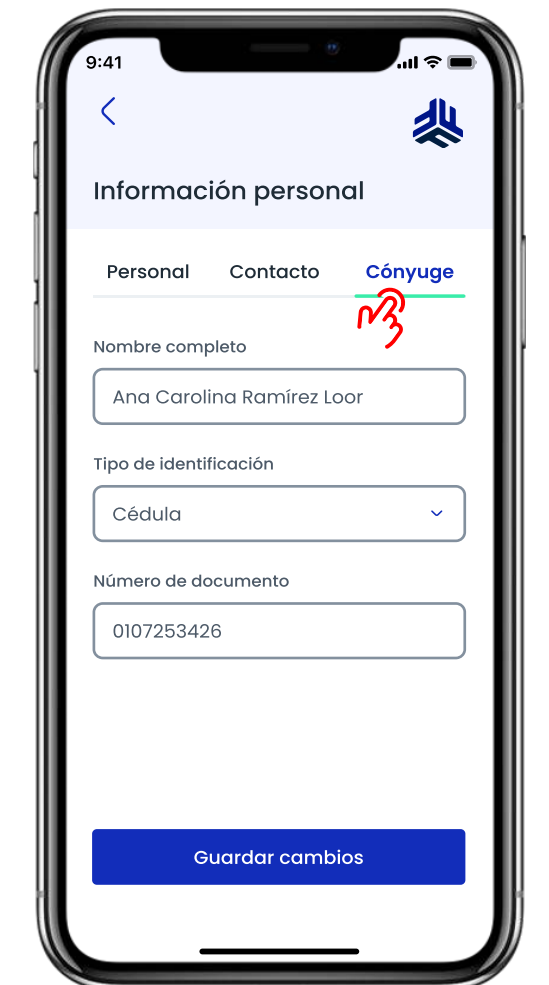 9:41
Información personal
Personal Contacto Cónyuge
Nombre completo
Ana Carolina Ramírez Loor
Tipo de identificación
Cédula
Número de documento
0107253426
Guardar cambios